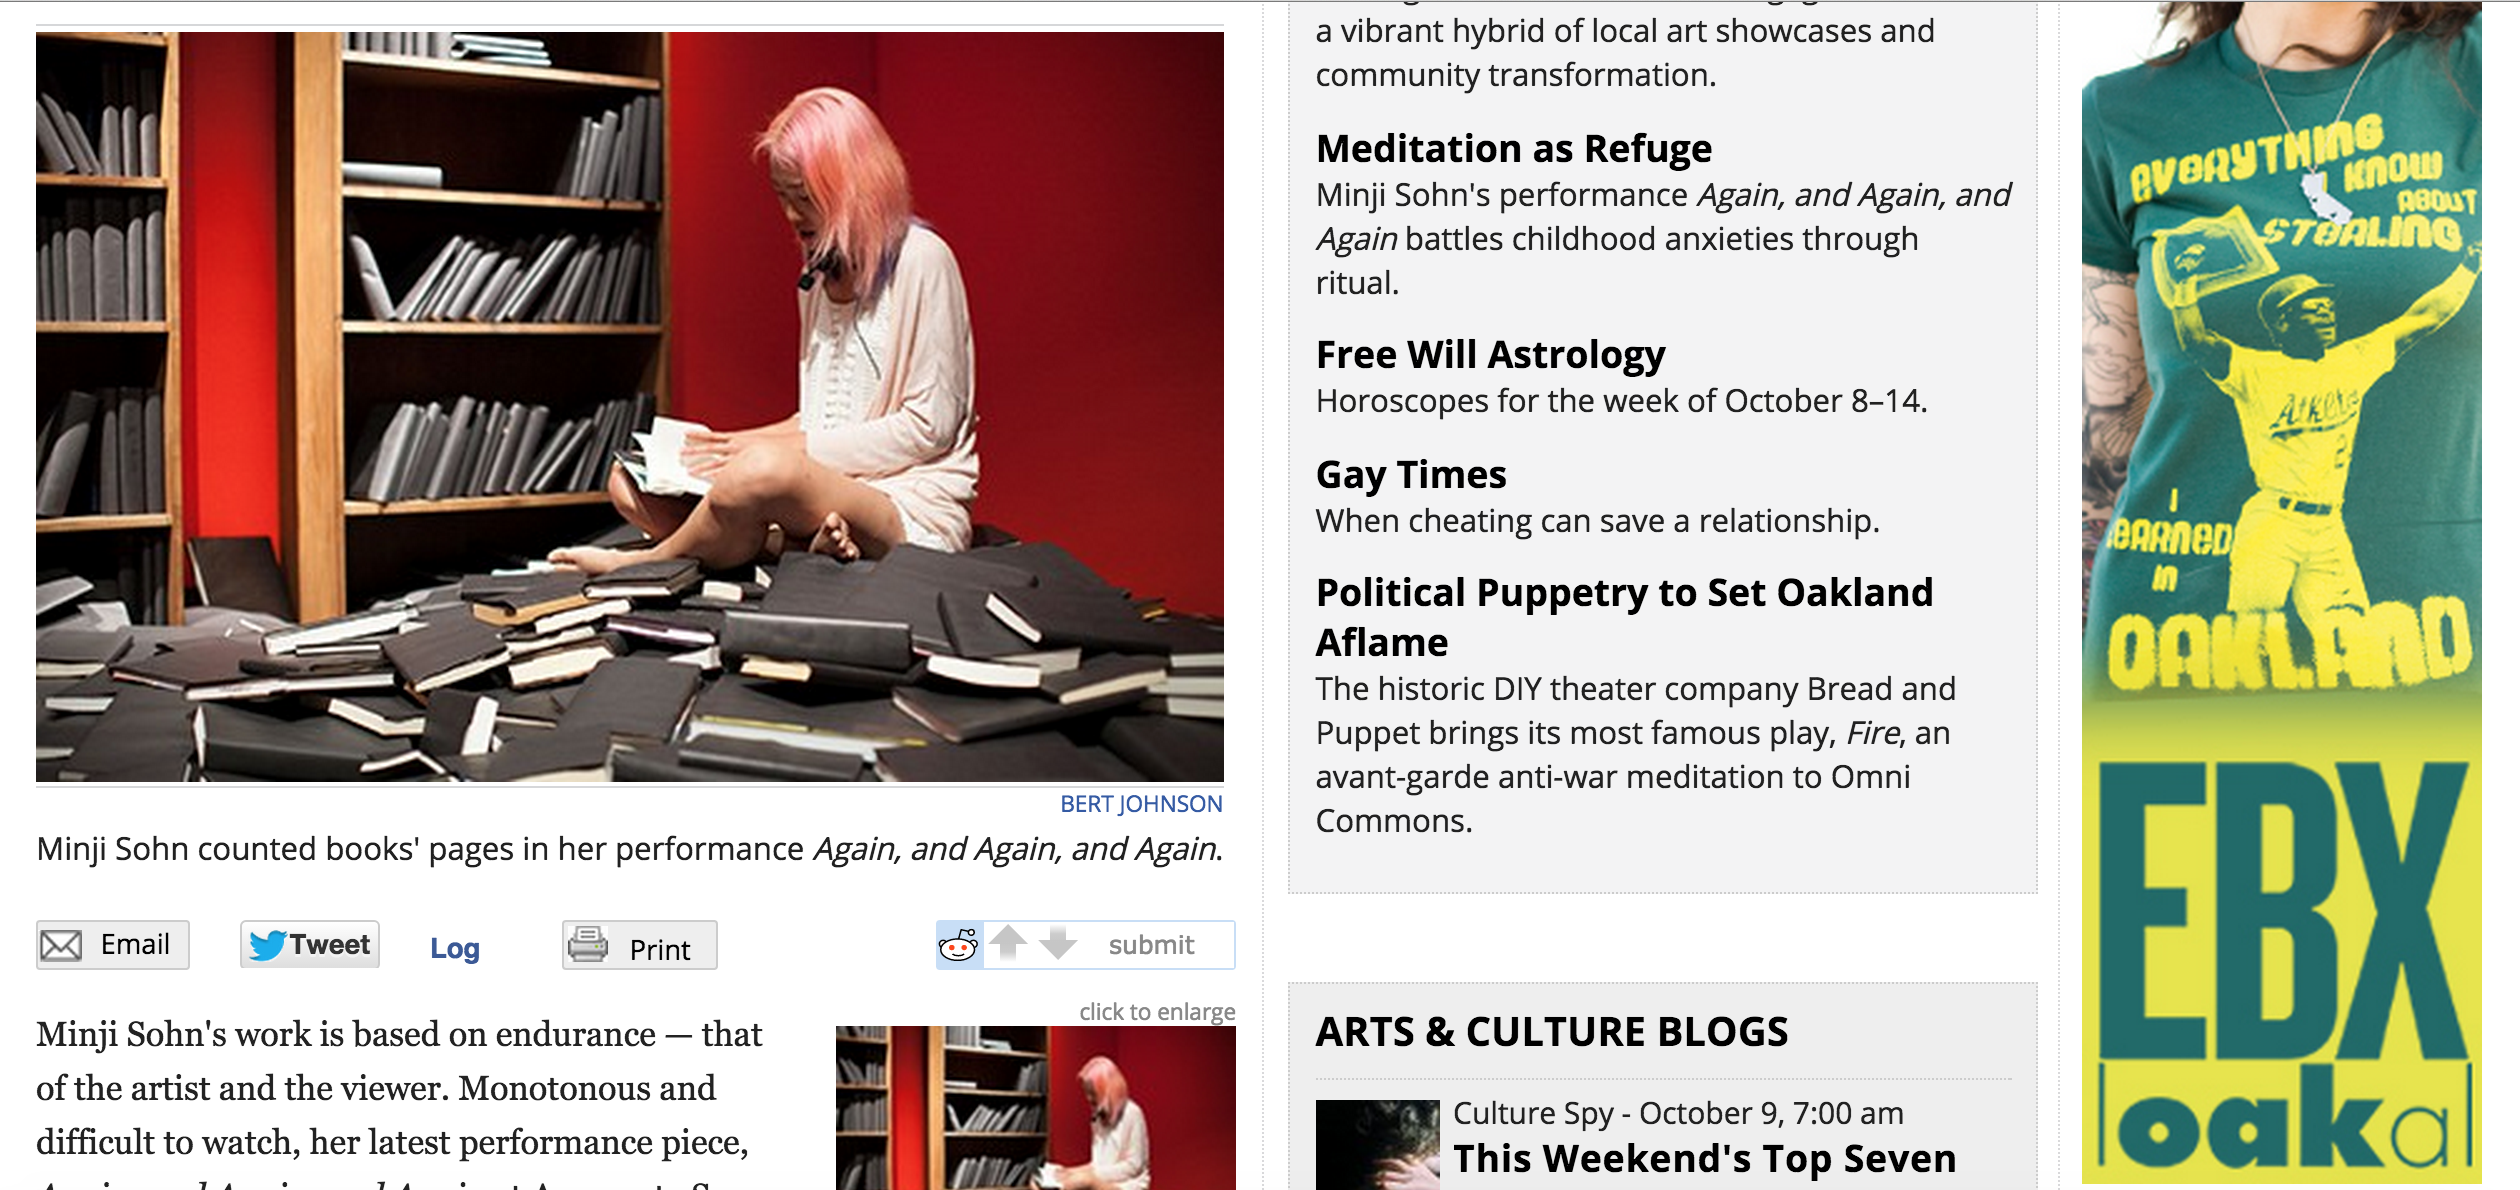 BERT JOHNSON
Minji Sohn counted books' pages in her performance Again, and Again, and Again.
Email
Tweet
Log
Print
submit
click to enlarge
Minji Sohn's work is based on endurance — that
of the artist and the viewer. Monotonous and
difficult to watch, her latest performance piece,
a vibrant hybrid of local art showcases and
community transformation.
Meditation as Refuge
Minji Sohn's performance Again, and Again, and
Again battles childhood anxieties through
ritual.
Free Will Astrology
Horoscopes for the week of October 8–14.
Gay Times
When cheating can save a relationship.
Political Puppetry to Set Oakland
Aflame
The historic DIY theater company Bread and
Puppet brings its most famous play, Fire, an
avant-garde anti-war meditation to Omni
Commons.
ARTS & CULTURE BLOGS
Culture Spy - October 9, 7:00 am
This Weekend's Top Seven
EVERYTHING
I KNOW
ABOUT
STEALING
I
LEARNED
IN
OAKLAND
EBX
oaka